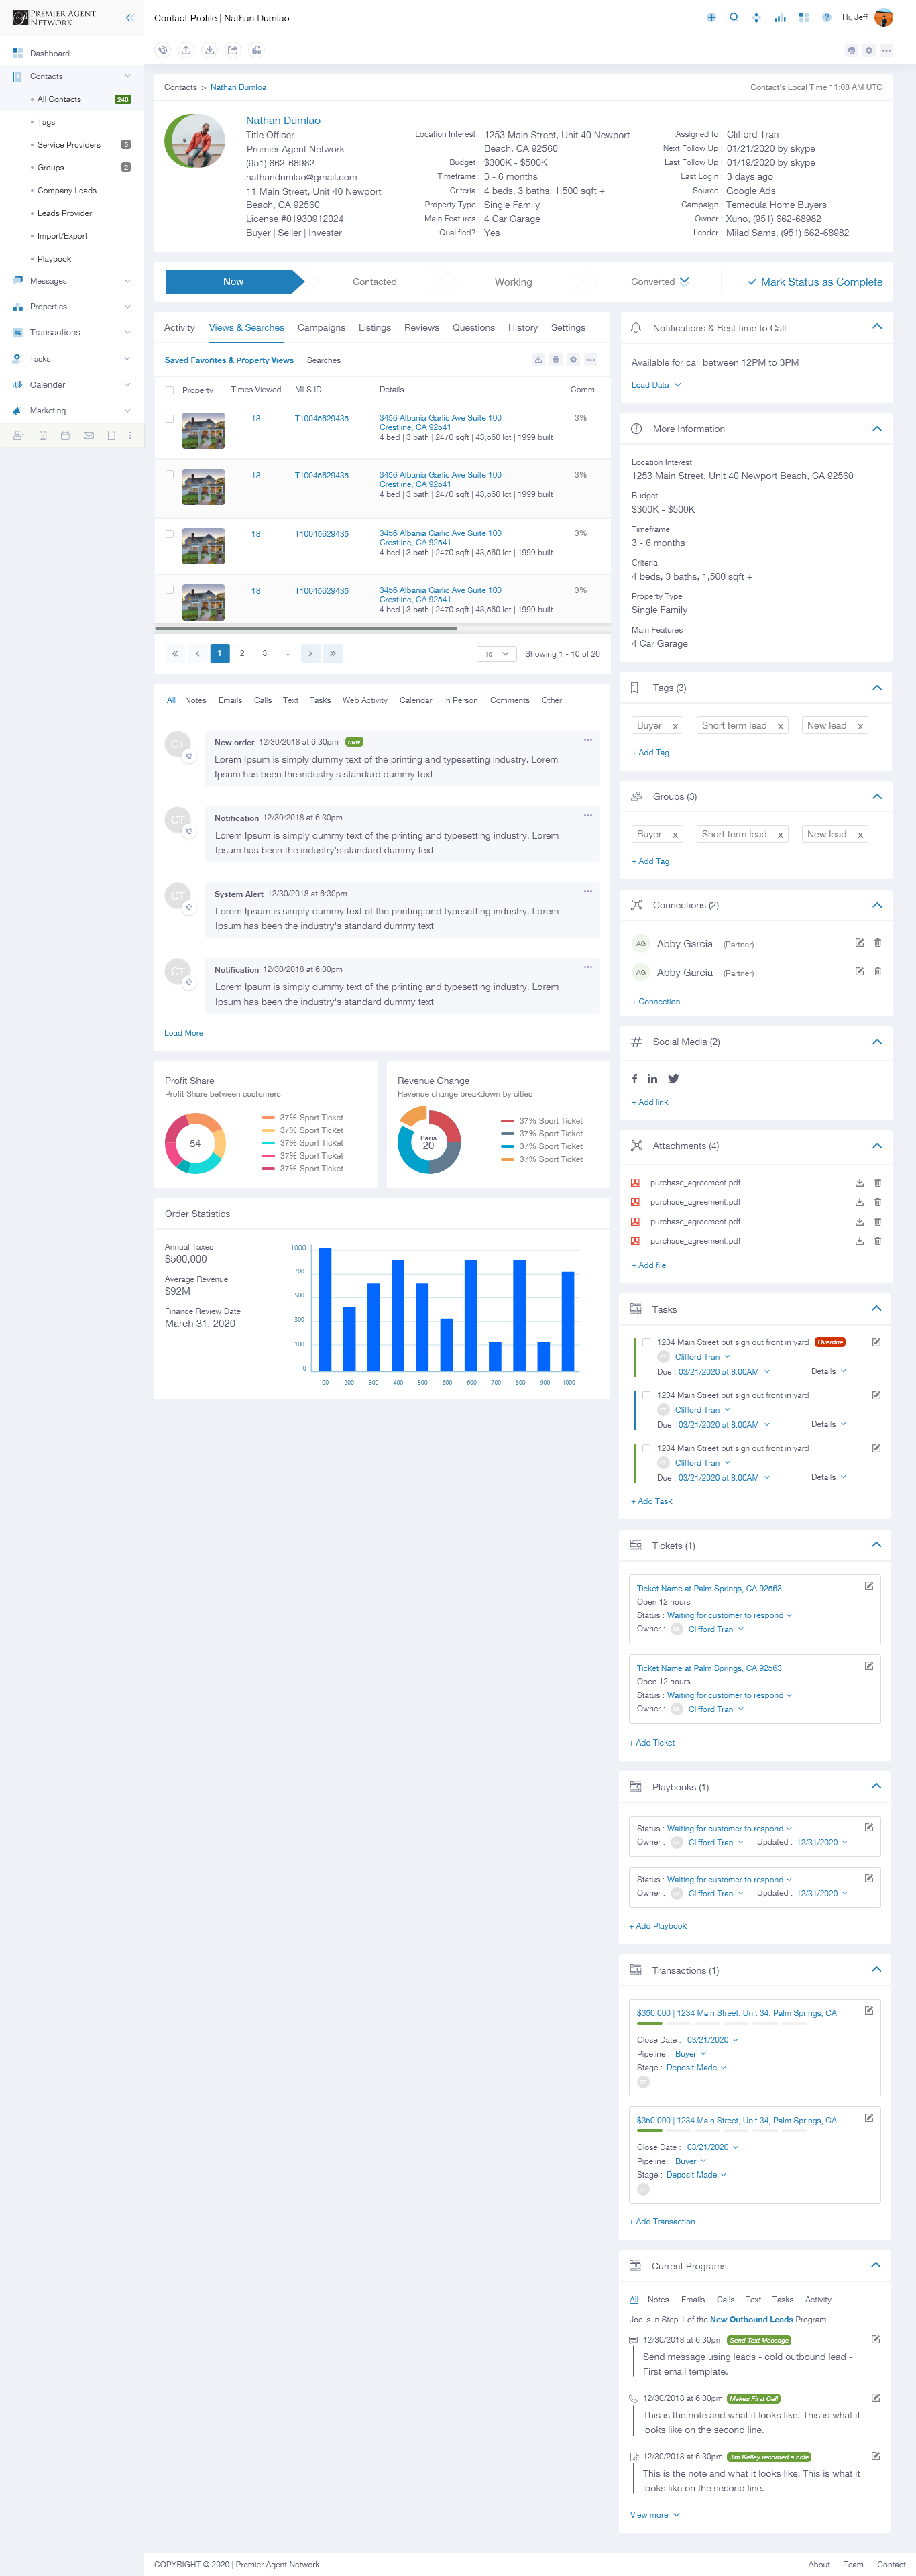 PREMIER AGENT
NETWORK
Contact Profile | Nathan Dumlao
Hi, Jeff
Dashboard
Contacts
All Contacts 240
Tags
Service Providers 5
Groups 2
Company Leads
Leads Provider
Import/Export
Playbook
Messages
Properties
Transactions
Tasks
Calender
Marketing
Contacts > Nathan Dumloa
Contact's Local Time 11:08 AM UTC
Nathan Dumlao
Title Officer
Premier Agent Network
(951) 662-68982
nathandumlao@gmail.com
11 Main Street, Unit 40 Newport
Beach, CA 92560
License #01930912024
Buyer | Seller | Invester
Location Interest : 1253 Main Street, Unit 40 Newport
Beach, CA 92560
Budget : $300K - $500K
Timeframe : 3 - 6 months
Criteria : 4 beds, 3 baths, 1,500 sqft +
Property Type : Single Family
Main Features : 4 Car Garage
Qualified? : Yes
Assigned to : Clifford Tran
Next Follow Up : 01/21/2020 by skype
Last Follow Up : 01/19/2020 by skype
Last Login : 3 days ago
Source : Google Ads
Campaign : Temecula Home Buyers
Owner : Xuno, (951) 662-68982
Lender : Milad Sams, (951) 662-68982
New
Contacted
Working
Converted
Mark Status as Complete
Activity Views & Searches Campaigns Listings Reviews Questions History Settings
Saved Favorites & Property Views Searches
Property Times Viewed MLS ID Details Comm.
18 T10045629435 3456 Albania Garlic Ave Suite 100 3%
Crestline, CA 92541
4 bed | 3 bath | 2470 sqft | 43,560 lot | 1999 built
18 T10045629435 3456 Albania Garlic Ave Suite 100 3%
Crestline, CA 92541
4 bed | 3 bath | 2470 sqft | 43,560 lot | 1999 built
18 T10045629435 3456 Albania Garlic Ave Suite 100 3%
Crestline, CA 92541
4 bed | 3 bath | 2470 sqft | 43,560 lot | 1999 built
18 T10045629435 3456 Albania Garlic Ave Suite 100 3%
Crestline, CA 92541
4 bed | 3 bath | 2470 sqft | 43,560 lot | 1999 built
« ‹ 1 2 3 ... › »
10 Showing 1 - 10 of 20
All Notes Emails Calls Text Tasks Web Activity Calendar In Person Comments Other
CT
New order 12/30/2018 at 6:30pm new
Lorem Ipsum is simply dummy text of the printing and typesetting industry. Lorem
Ipsum has been the industry's standard dummy text
CT
Notification 12/30/2018 at 6:30pm
Lorem Ipsum is simply dummy text of the printing and typesetting industry. Lorem
Ipsum has been the industry's standard dummy text
CT
System Alert 12/30/2018 at 6:30pm
Lorem Ipsum is simply dummy text of the printing and typesetting industry. Lorem
Ipsum has been the industry's standard dummy text
CT
Notification 12/30/2018 at 6:30pm
Lorem Ipsum is simply dummy text of the printing and typesetting industry. Lorem
Ipsum has been the industry's standard dummy text
Load More
Profit Share
Profit Share between customers
54
37% Sport Ticket
37% Sport Ticket
37% Sport Ticket
37% Sport Ticket
37% Sport Ticket
Revenue Change
Revenue change breakdown by cities
Paris
20
37% Sport Ticket
37% Sport Ticket
37% Sport Ticket
37% Sport Ticket
Order Statistics
Annual Taxes
$500,000
Average Revenue
$92M
Finance Review Date
March 31, 2020
1000
700
500
300
100
0
100 200 300 400 500 600 600 700 800 900 1000
Notifications & Best time to Call
Available for call between 12PM to 3PM
Load Data
More Information
Location Interest
1253 Main Street, Unit 40 Newport Beach, CA 92560
Budget
$300K - $500K
Timeframe
3 - 6 months
Criteria
4 beds, 3 baths, 1,500 sqft +
Property Type
Single Family
Main Features
4 Car Garage
Tags (3)
Buyer x Short term lead x New lead x
+ Add Tag
Groups (3)
Buyer x Short term lead x New lead x
+ Add Tag
Connections (2)
AG Abby Garcia (Partner)
AG Abby Garcia (Partner)
+ Connection
Social Media (2)
+ Add link
Attachments (4)
purchase_agreement.pdf
purchase_agreement.pdf
purchase_agreement.pdf
purchase_agreement.pdf
+ Add file
Tasks
1234 Main Street put sign out front in yard Overdue
CT Clifford Tran
Due : 03/21/2020 at 8:00AM Details
1234 Main Street put sign out front in yard
CT Clifford Tran
Due : 03/21/2020 at 8:00AM Details
1234 Main Street put sign out front in yard
CT Clifford Tran
Due : 03/21/2020 at 8:00AM Details
+ Add Task
Tickets (1)
Ticket Name at Palm Springs, CA 92563
Open 12 hours
Status : Waiting for customer to respond
Owner : CT Clifford Tran
Ticket Name at Palm Springs, CA 92563
Open 12 hours
Status : Waiting for customer to respond
Owner : CT Clifford Tran
+ Add Ticket
Playbooks (1)
Status : Waiting for customer to respond
Owner : CT Clifford Tran Updated : 12/31/2020
Status : Waiting for customer to respond
Owner : CT Clifford Tran Updated : 12/31/2020
+ Add Playbook
Transactions (1)
$350,000 | 1234 Main Street, Unit 34, Palm Springs, CA
Close Date : 03/21/2020
Pipeline : Buyer
Stage : Deposit Made
CT
$350,000 | 1234 Main Street, Unit 34, Palm Springs, CA
Close Date : 03/21/2020
Pipeline : Buyer
Stage : Deposit Made
CT
+ Add Transaction
Current Programs
All Notes Emails Calls Text Tasks Activity
Joe is in Step 1 of the New Outbound Leads Program
12/30/2018 at 6:30pm Send Text Message
Send message using leads - cold outbound lead -
First email template.
12/30/2018 at 6:30pm Makes First Call
This is the note and what it looks like. This is what it
looks like on the second line.
12/30/2018 at 6:30pm Jim Kelley recorded a note
This is the note and what it looks like. This is what it
looks like on the second line.
View more
COPYRIGHT © 2020 | Premier Agent Network
About Team Contact